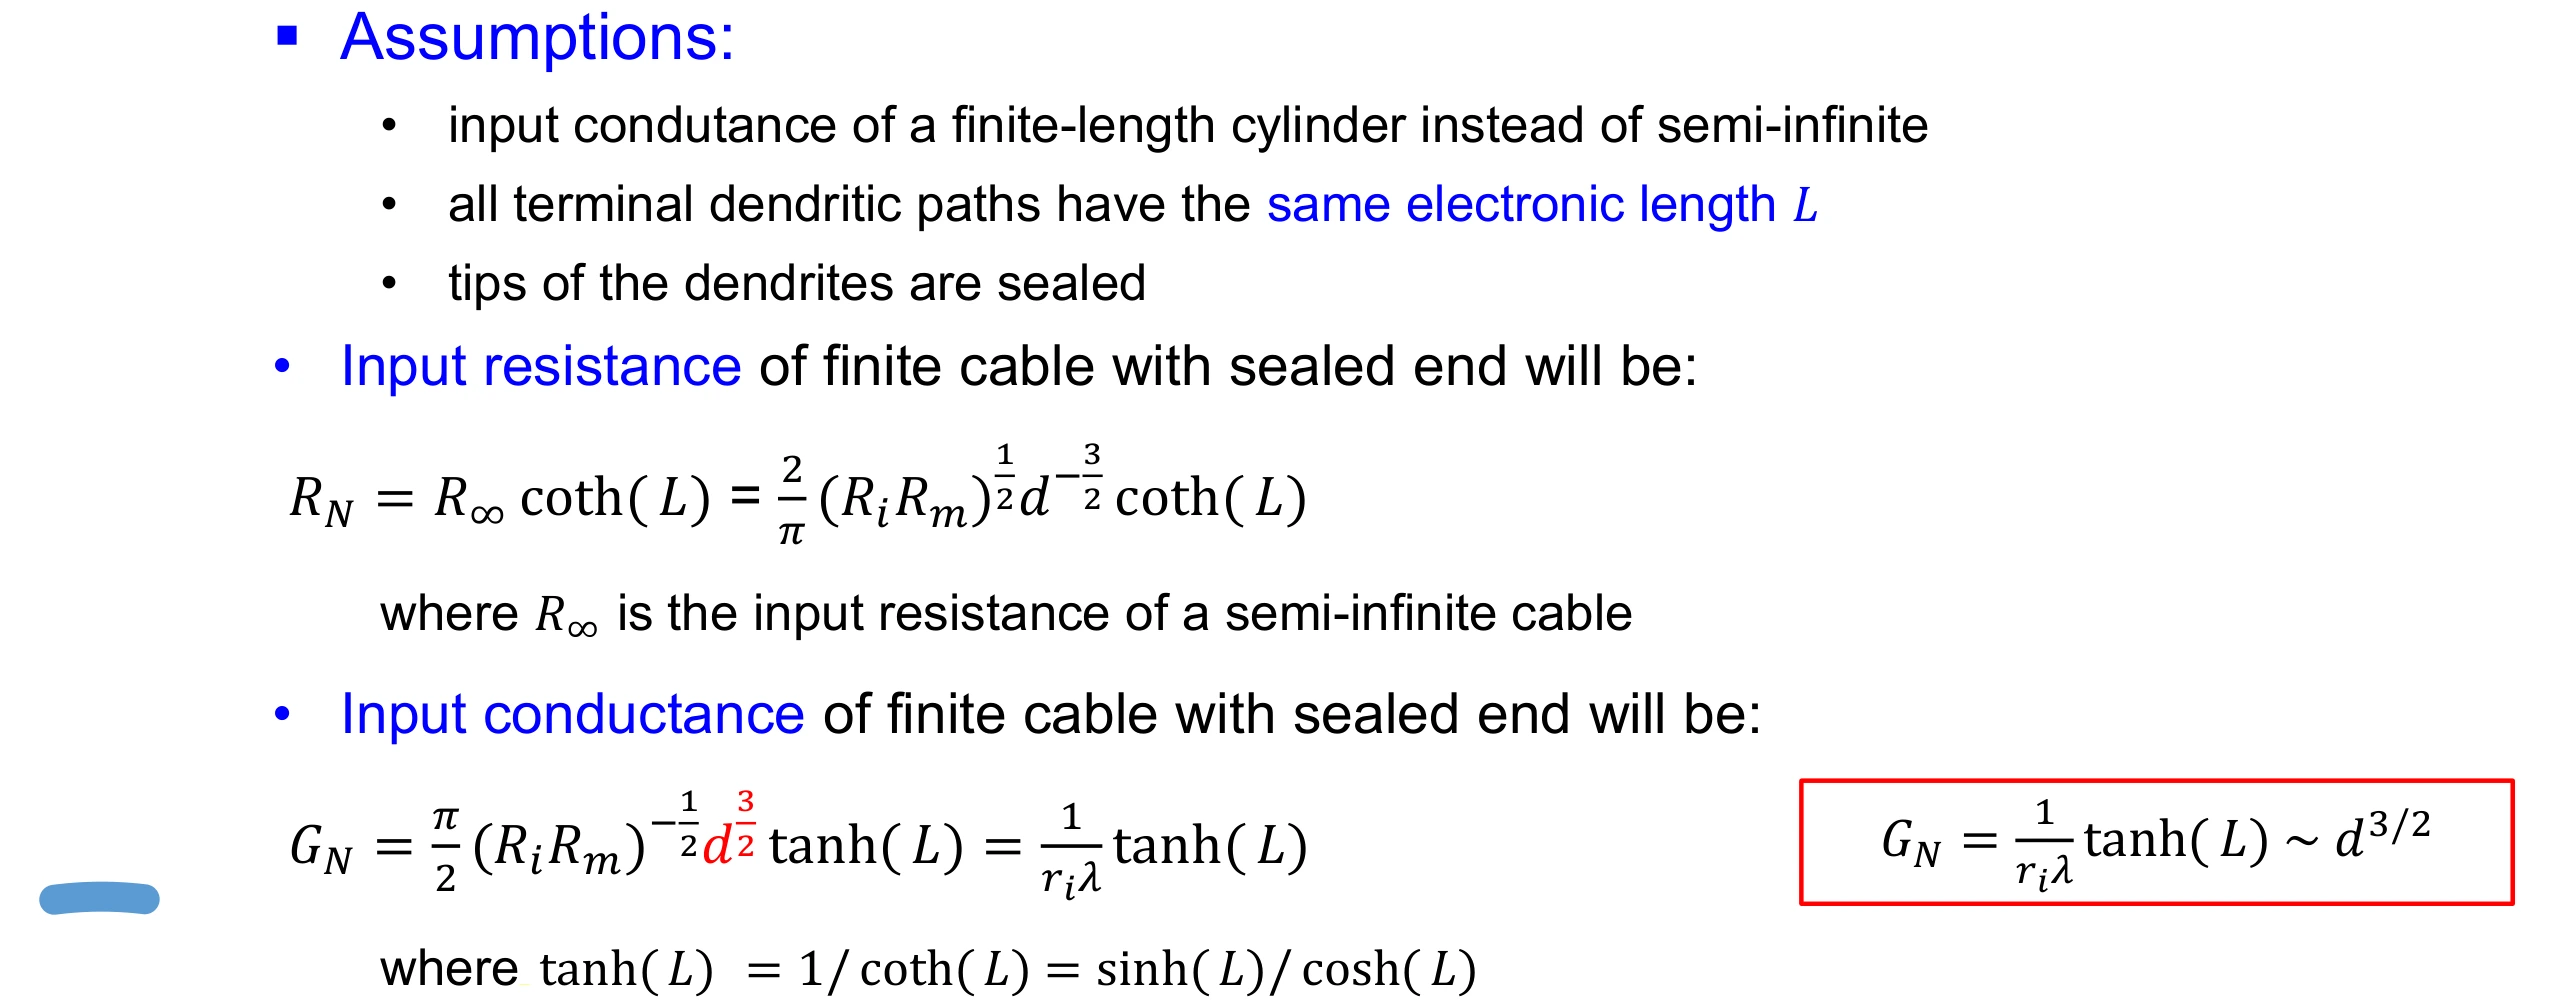 ▪ Assumptions:
• input condutance of a finite-length cylinder instead of semi-infinite
• all terminal dendritic paths have the same electronic length L
• tips of the dendrites are sealed
• Input resistance of finite cable with sealed end will be:
R_N = R_∞ coth( L) = 2/π (R_i R_m)^(1/2) d^(−3/2) coth( L)
where R_∞ is the input resistance of a semi-infinite cable
• Input conductance of finite cable with sealed end will be:
G_N = π/2 (R_i R_m)^(−1/2) d^(3/2) tanh( L) = 1/(r_i λ) tanh( L)
G_N = 1/(r_i λ) tanh( L) ~ d^(3/2)
where tanh( L) = 1/ coth( L) = sinh( L)/ cosh( L)